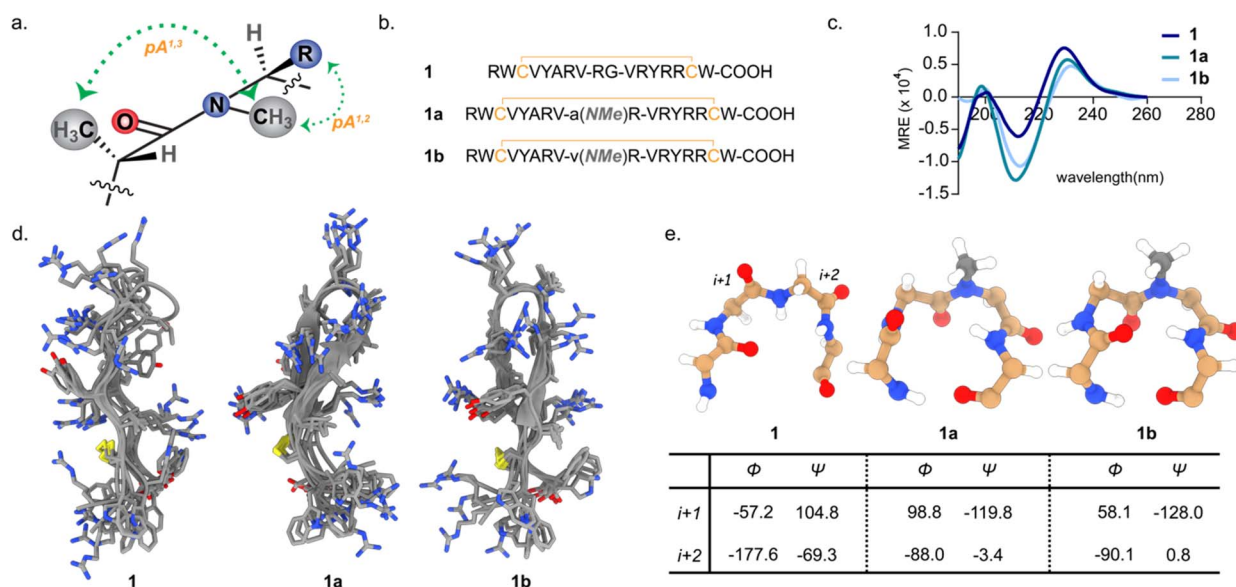 a.
H
R
pA1,3
N
O
H3C
CH3
H
pA1,2
b.
1 RWCVYARV-RG-VRYRRCW-COOH
1a RWCVYARV-a(NMe)R-VRYRRCW-COOH
1b RWCVYARV-v(NMe)R-VRYRRCW-COOH
c.
MRE (x 10⁴)
1.0
0.5
0.0
-0.5
-1.0
-1.5
200 220 240 260
wavelength(nm)
1
1a
1b
d.
1 1a 1b
e.
i+1 i+2
1 1a 1b
Φ Ψ Φ Ψ Φ Ψ
i+1 -57.2 104.8 98.8 -119.8 58.1 -128.0
i+2 -177.6 -69.3 -88.0 -3.4 -90.1 0.8